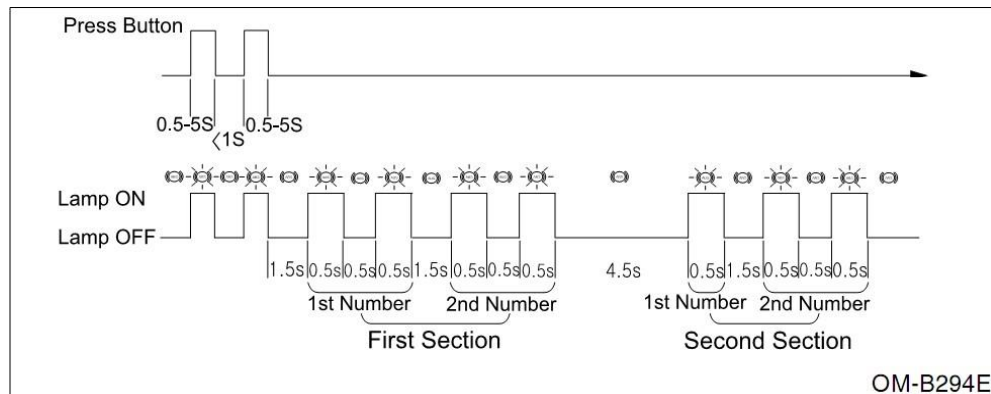 Press Button
0.5-5S 0.5-5S
<1S
Lamp ON
Lamp OFF
1.5s 0.5s 0.5s 0.5s 1.5s 0.5s 0.5s 0.5s 4.5s 0.5s 1.5s 0.5s 0.5s 0.5s
1st Number 2nd Number 1st Number 2nd Number
First Section Second Section
OM-B294E